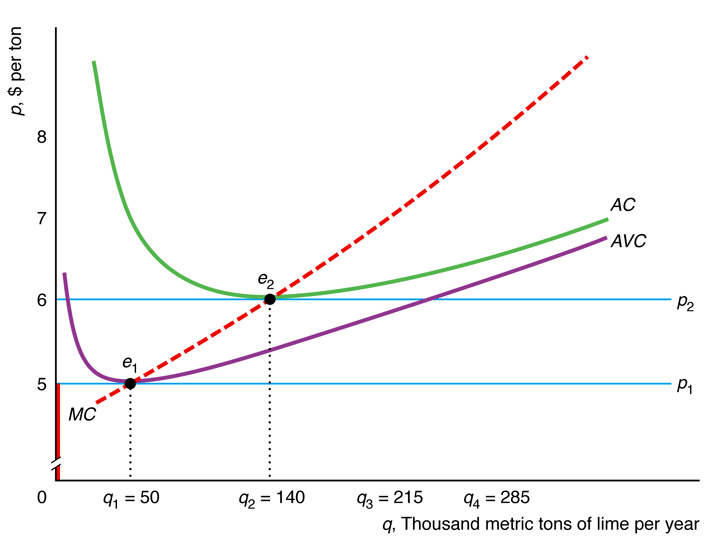 p, $ per ton
8
7
6
5
0
AC
AVC
e2
p2
e1
p1
MC
q1 = 50
q2 = 140
q3 = 215
q4 = 285
q, Thousand metric tons of lime per year